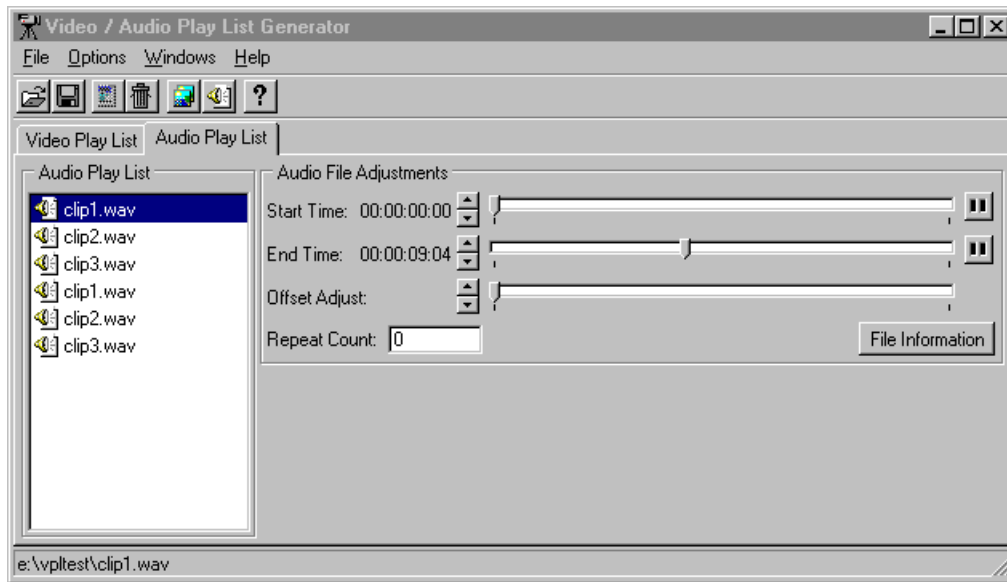 Video / Audio Play List Generator
File Options Windows Help
?
Video Play List Audio Play List
Audio Play List
clip1.wav
clip2.wav
clip3.wav
clip1.wav
clip2.wav
clip3.wav
Audio File Adjustments
Start Time: 00:00:00:00
End Time: 00:00:09:04
Offset Adjust:
Repeat Count: 0
File Information
e:\vpltest\clip1.wav